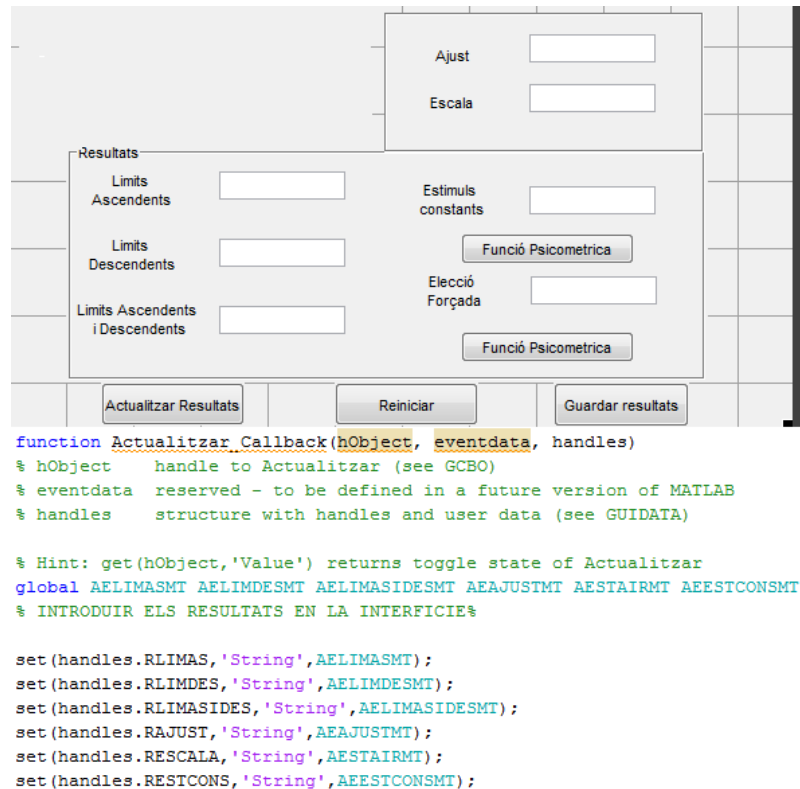 Ajust
Escala
Resultats
Limits
Ascendents
Estimuls
constants
Funció Psicometrica
Limits
Descendents
Elecció
Forçada
Limits Ascendents
i Descendents
Funció Psicometrica
Actualitzar Resultats
Reiniciar
Guardar resultats
function Actualitzar_Callback(hObject, eventdata, handles)
% hObject    handle to Actualitzar (see GCBO)
% eventdata  reserved - to be defined in a future version of MATLAB
% handles    structure with handles and user data (see GUIDATA)
% Hint: get(hObject,'Value') returns toggle state of Actualitzar
global AELIMASMT AELIMDESMT AELIMASIDESMT AEAJUSTMT AESTAIRMT AEESTCONSMT
% INTRODUIR ELS RESULTATS EN LA INTERFICIE%
set(handles.RLIMAS,'String',AELIMASMT);
set(handles.RLIMDES,'String',AELIMDESMT);
set(handles.RLIMASIDES,'String',AELIMASIDESMT);
set(handles.RAJUST,'String',AEAJUSTMT);
set(handles.RESCALA,'String',AESTAIRMT);
set(handles.RESTCONS,'String',AEESTCONSMT);